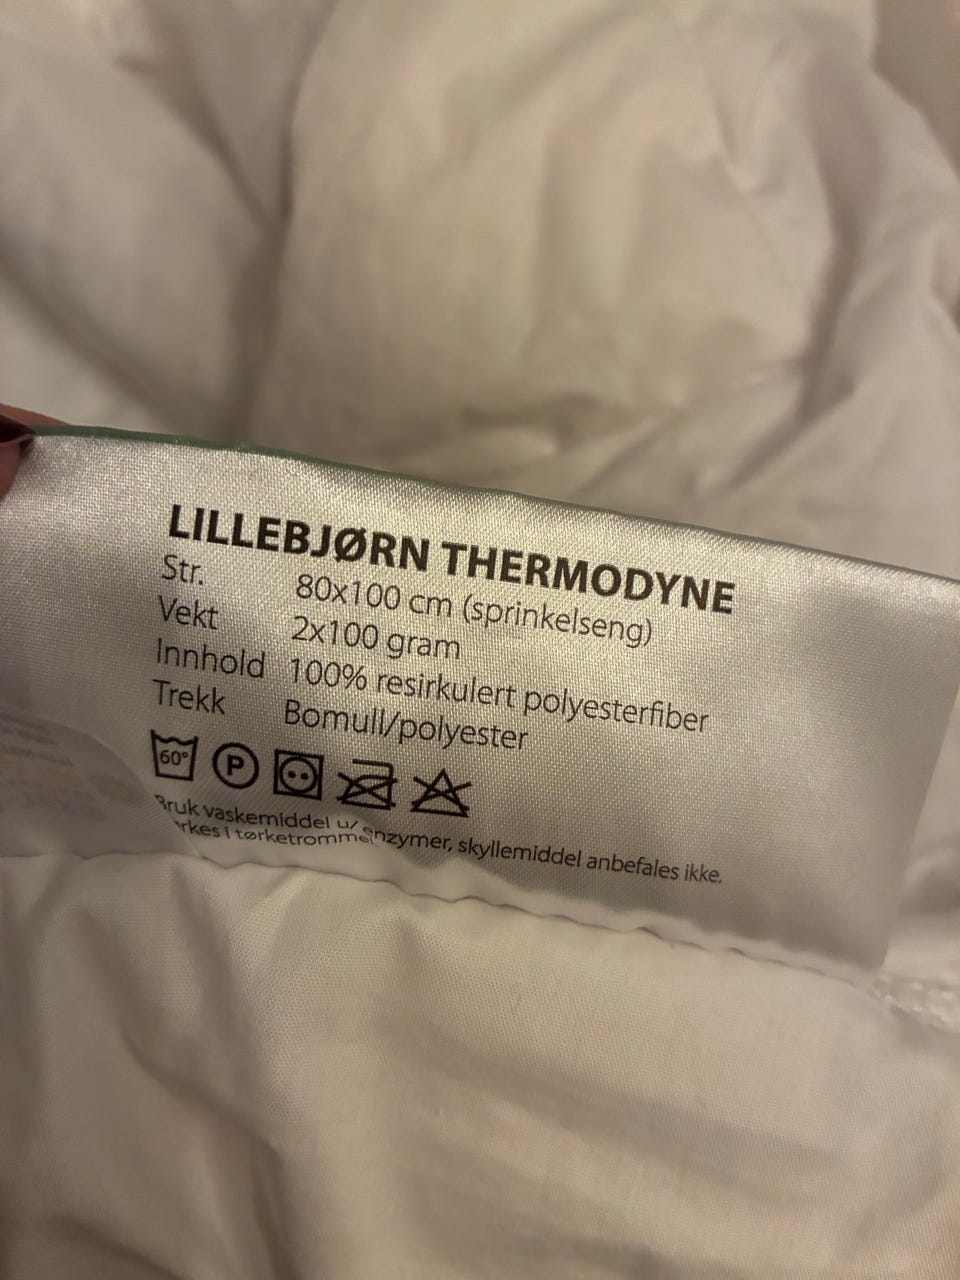 LILLEBJØRN THERMODYNE
Str. 80x100 cm (sprinkelseng)
Vekt 2x100 gram
Innhold 100% resirkulert polyesterfiber
Trekk Bomull/polyester
60° P
Bruk vaskemiddel u/enzymer, skyllemiddel anbefales ikke.